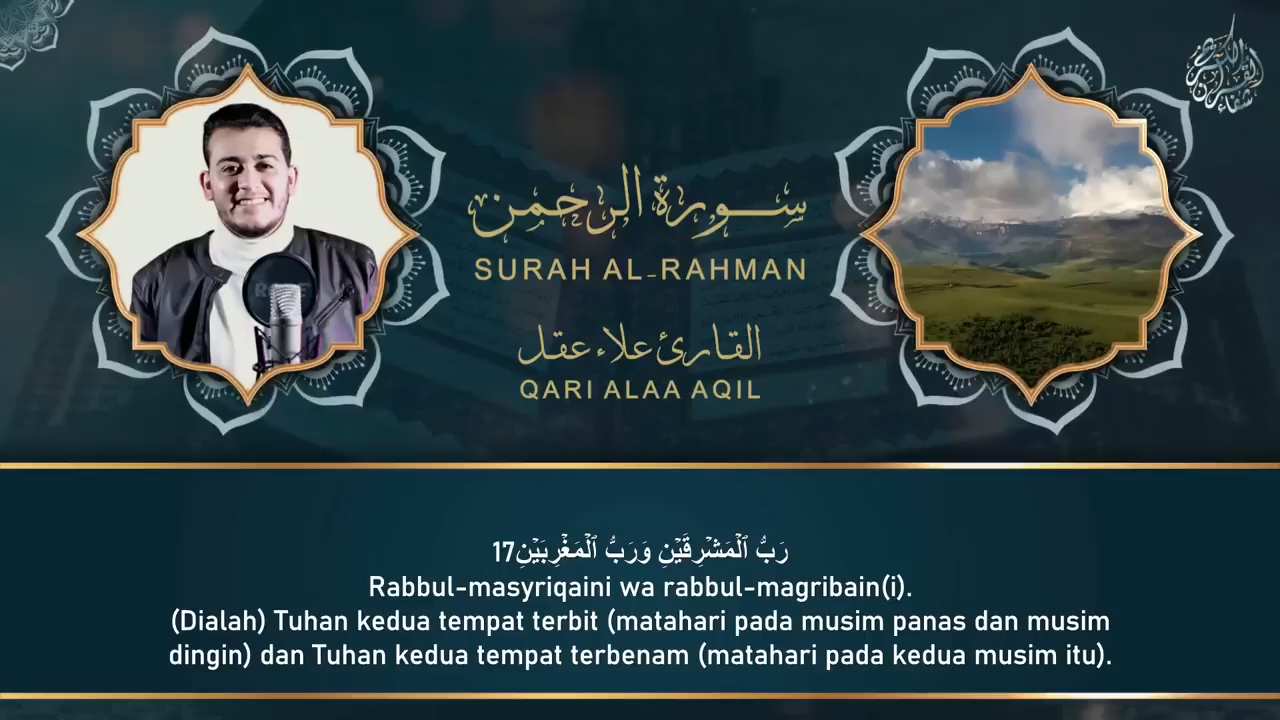 سورة الرحمن
SURAH AL-RAHMAN
القارئ علاء عقل
QARI ALAA AQIL
رَبُّ ٱلْمَشْرِقَيْنِ وَرَبُّ ٱلْمَغْرِبَيْنِ17
Rabbul-masyriqaini wa rabbul-magribain(i).
(Dialah) Tuhan kedua tempat terbit (matahari pada musim panas dan musim
dingin) dan Tuhan kedua tempat terbenam (matahari pada kedua musim itu).